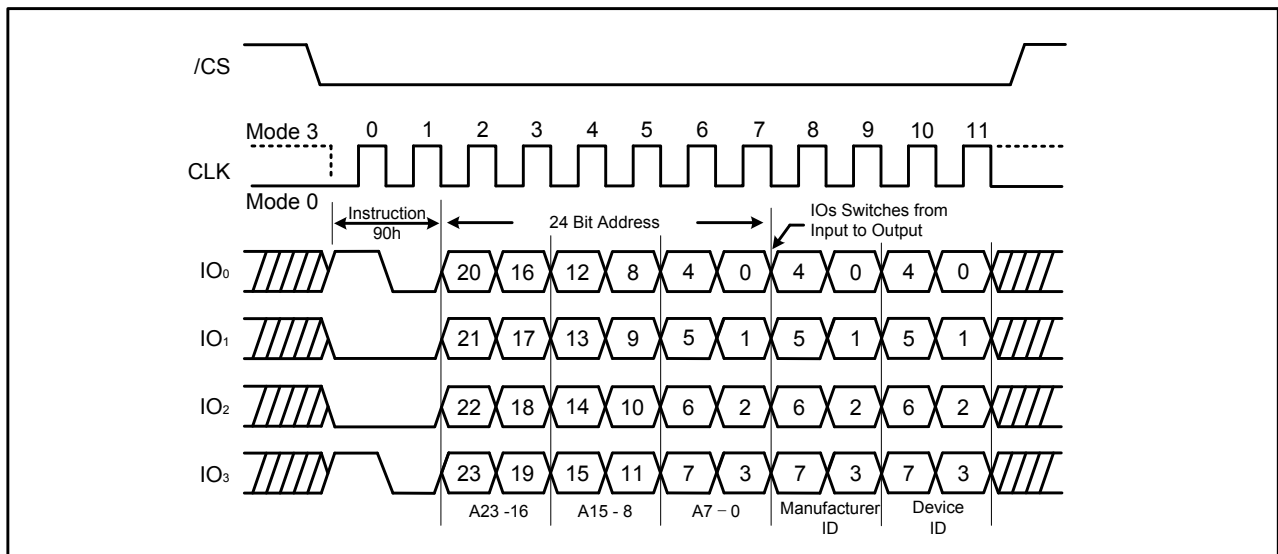 /CS
Mode 3 0 1 2 3 4 5 6 7 8 9 10 11
CLK
Mode 0
Instruction
90h
24 Bit Address
IOs Switches from
Input to Output
IO₀ 20 16 12 8 4 0 4 0 4 0
IO₁ 21 17 13 9 5 1 5 1 5 1
IO₂ 22 18 14 10 6 2 6 2 6 2
IO₃ 23 19 15 11 7 3 7 3 7 3
A23 -16 A15 - 8 A7 – 0 Manufacturer Device
ID ID